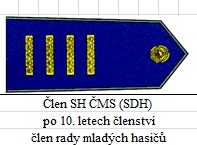 Člen SH ČMS (SDH)
po 10. letech členství
člen rady mladých hasičů